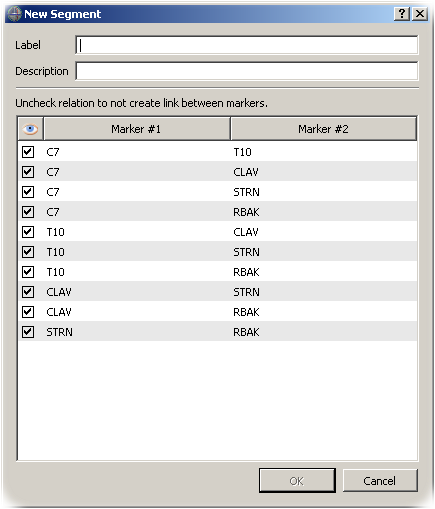 New Segment
Label
Description
Uncheck relation to not create link between markers.
Marker #1 Marker #2
C7 T10
C7 CLAV
C7 STRN
C7 RBAK
T10 CLAV
T10 STRN
T10 RBAK
CLAV STRN
CLAV RBAK
STRN RBAK
OK Cancel